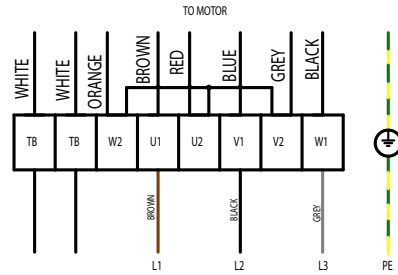 TO MOTOR
WHITE
WHITE
ORANGE
BROWN
RED
BLUE
GREY
BLACK
TB
TB
W2
U1
U2
V1
V2
W1
BROWN
BLACK
GREY
L1
L2
L3
PE